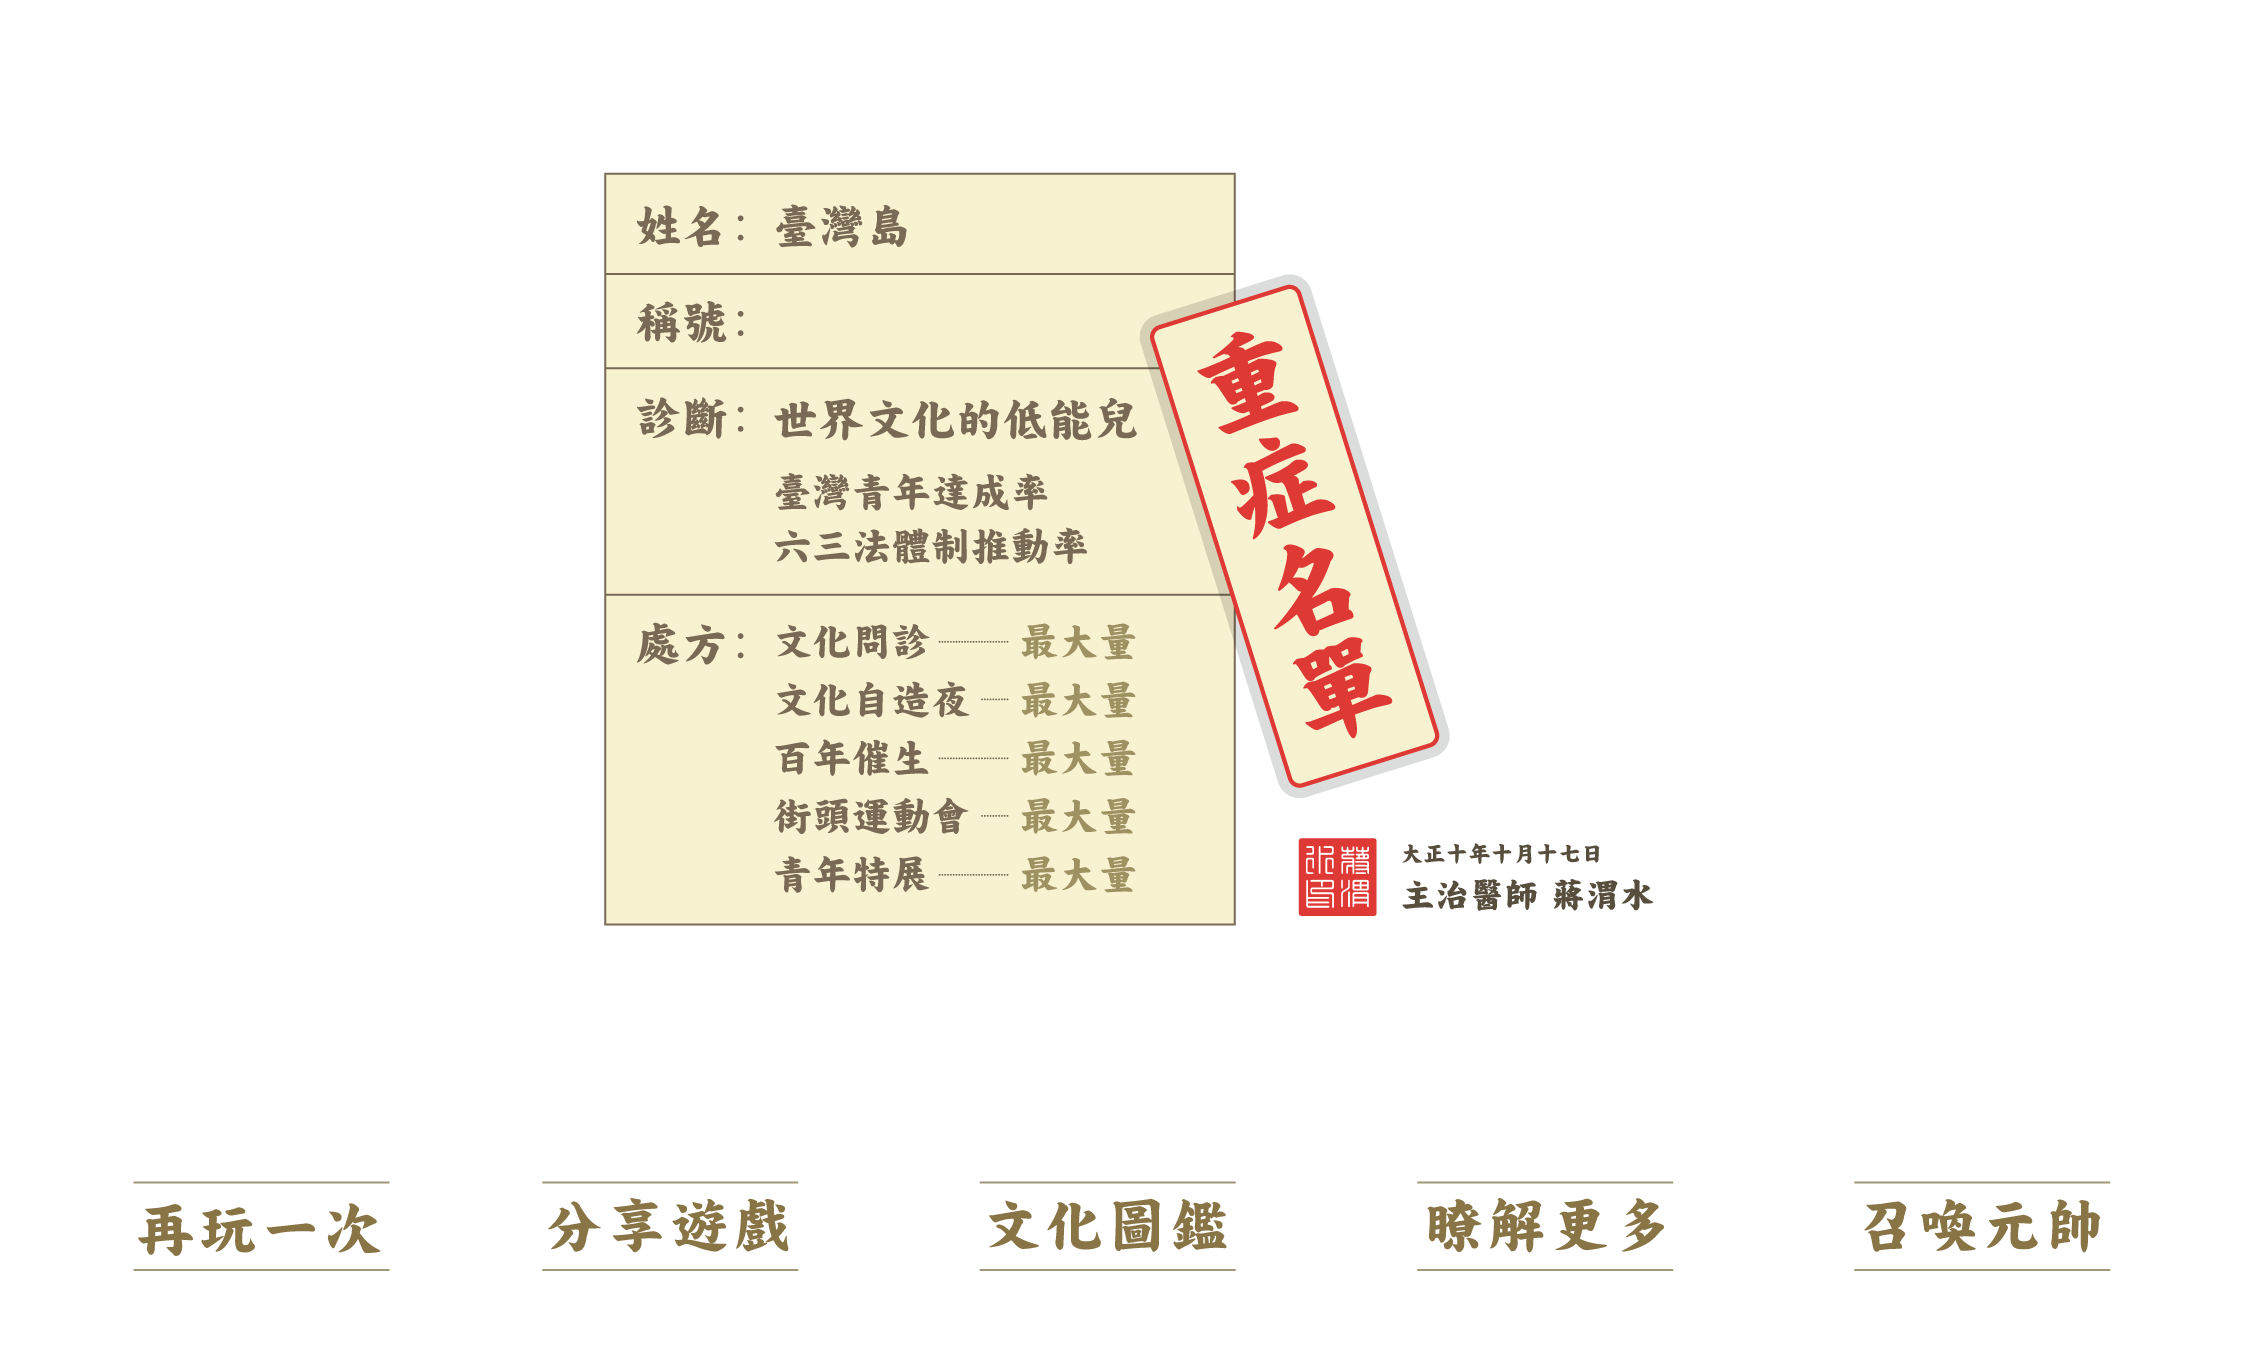 姓名：臺灣島
稱號：
診斷：世界文化的低能兒
臺灣青年達成率
六三法體制推動率
處方：文化問診 最大量
文化自造夜 最大量
百年催生 最大量
街頭運動會 最大量
青年特展 最大量
重症名單
蔣渭水印
大正十年十月十七日
主治醫師 蔣渭水
再玩一次
分享遊戲
文化圖鑑
瞭解更多
召喚元帥